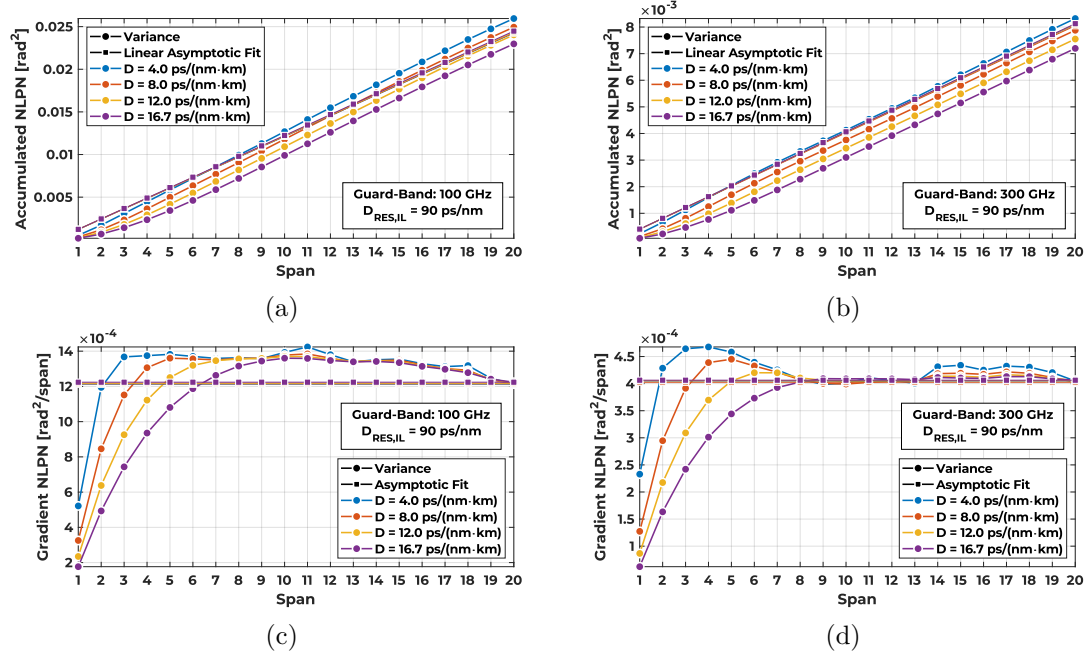 Accumulated NLPN [rad²]
0.025
0.02
0.015
0.01
0.005
Variance
Linear Asymptotic Fit
D = 4.0 ps/(nm·km)
D = 8.0 ps/(nm·km)
D = 12.0 ps/(nm·km)
D = 16.7 ps/(nm·km)
Guard-Band: 100 GHz
D_RES,IL = 90 ps/nm
1 2 3 4 5 6 7 8 9 10 11 12 13 14 15 16 17 18 19 20
Span
(a)
×10⁻³
Accumulated NLPN [rad²]
8
7
6
5
4
3
2
1
Variance
Linear Asymptotic Fit
D = 4.0 ps/(nm·km)
D = 8.0 ps/(nm·km)
D = 12.0 ps/(nm·km)
D = 16.7 ps/(nm·km)
Guard-Band: 300 GHz
D_RES,IL = 90 ps/nm
1 2 3 4 5 6 7 8 9 10 11 12 13 14 15 16 17 18 19 20
Span
(b)
×10⁻⁴
Gradient NLPN [rad²/span]
14
12
10
8
6
4
2
Guard-Band: 100 GHz
D_RES,IL = 90 ps/nm
Variance
Asymptotic Fit
D = 4.0 ps/(nm·km)
D = 8.0 ps/(nm·km)
D = 12.0 ps/(nm·km)
D = 16.7 ps/(nm·km)
1 2 3 4 5 6 7 8 9 10 11 12 13 14 15 16 17 18 19 20
Span
(c)
×10⁻⁴
Gradient NLPN [rad²/span]
4.5
4
3.5
3
2.5
2
1.5
1
Guard-Band: 300 GHz
D_RES,IL = 90 ps/nm
Variance
Asymptotic Fit
D = 4.0 ps/(nm·km)
D = 8.0 ps/(nm·km)
D = 12.0 ps/(nm·km)
D = 16.7 ps/(nm·km)
1 2 3 4 5 6 7 8 9 10 11 12 13 14 15 16 17 18 19 20
Span
(d)